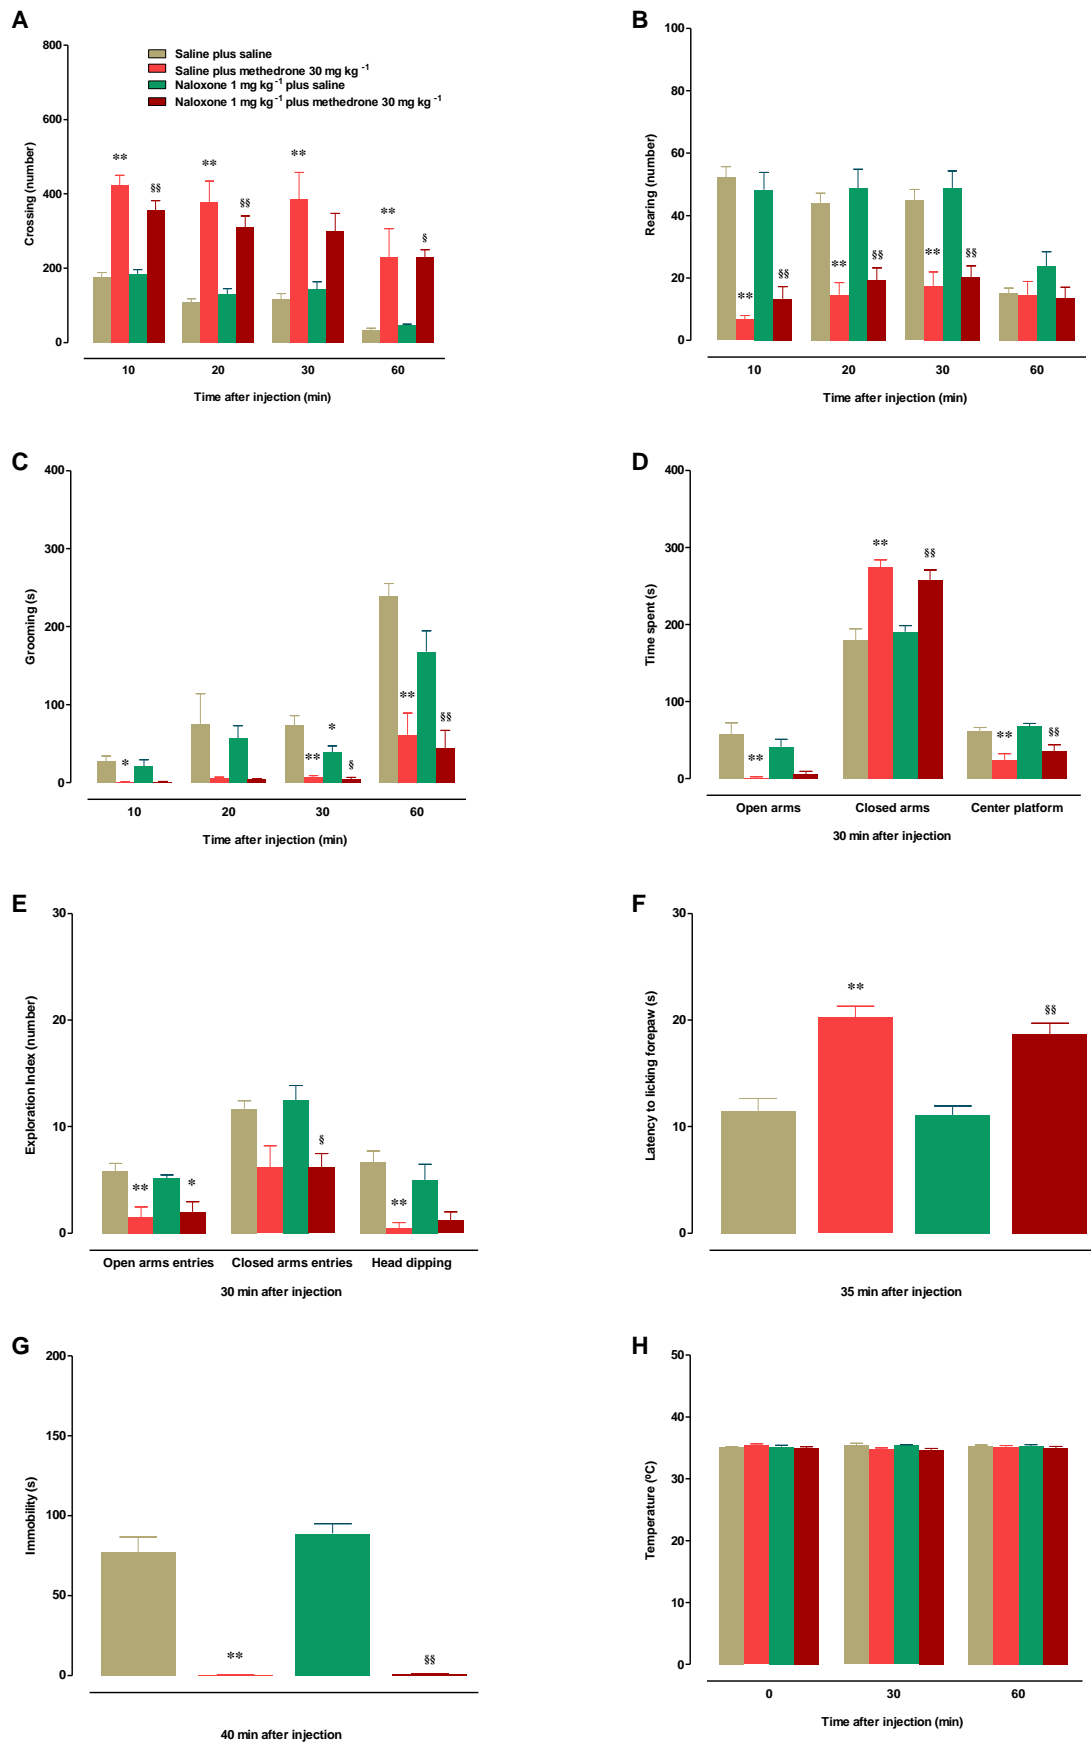 A
800
600
400
200
0
Crossing (number)
Saline plus saline
Saline plus methedrone 30 mg kg⁻¹
Naloxone 1 mg kg⁻¹ plus saline
Naloxone 1 mg kg⁻¹ plus methedrone 30 mg kg⁻¹
** §§ ** §§ ** ** §
10 20 30 60
Time after injection (min)
B
100
80
60
40
20
0
Rearing (number)
** §§ ** §§ ** §§
10 20 30 60
Time after injection (min)
C
400
300
200
100
0
Grooming (s)
* ** * § ** §§
10 20 30 60
Time after injection (min)
D
400
300
200
100
0
Time spent (s)
** ** §§ ** §§
Open arms Closed arms Center platform
30 min after injection
E
30
20
10
0
Exploration Index (number)
** * § **
Open arms entries Closed arms entries Head dipping
30 min after injection
F
30
20
10
0
Latency to licking forepaw (s)
** §§
35 min after injection
G
200
150
100
50
0
Immobility (s)
** §§
40 min after injection
H
50
40
30
20
10
0
Temperature (ºC)
0 30 60
Time after injection (min)